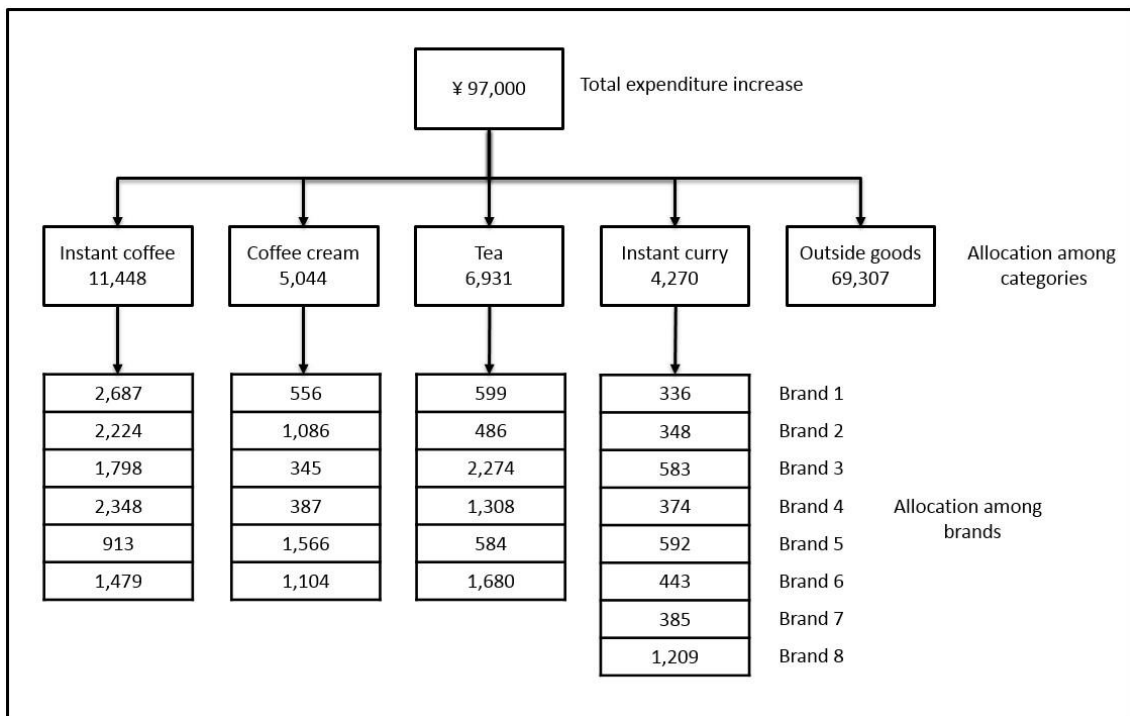 ¥ 97,000
Total expenditure increase
Instant coffee
11,448
Coffee cream
5,044
Tea
6,931
Instant curry
4,270
Outside goods
69,307
Allocation among
categories
2,687 556 599 336 Brand 1
2,224 1,086 486 348 Brand 2
1,798 345 2,274 583 Brand 3
2,348 387 1,308 374 Brand 4
913 1,566 584 592 Brand 5
1,479 1,104 1,680 443 Brand 6
385 Brand 7
1,209 Brand 8
Allocation among
brands